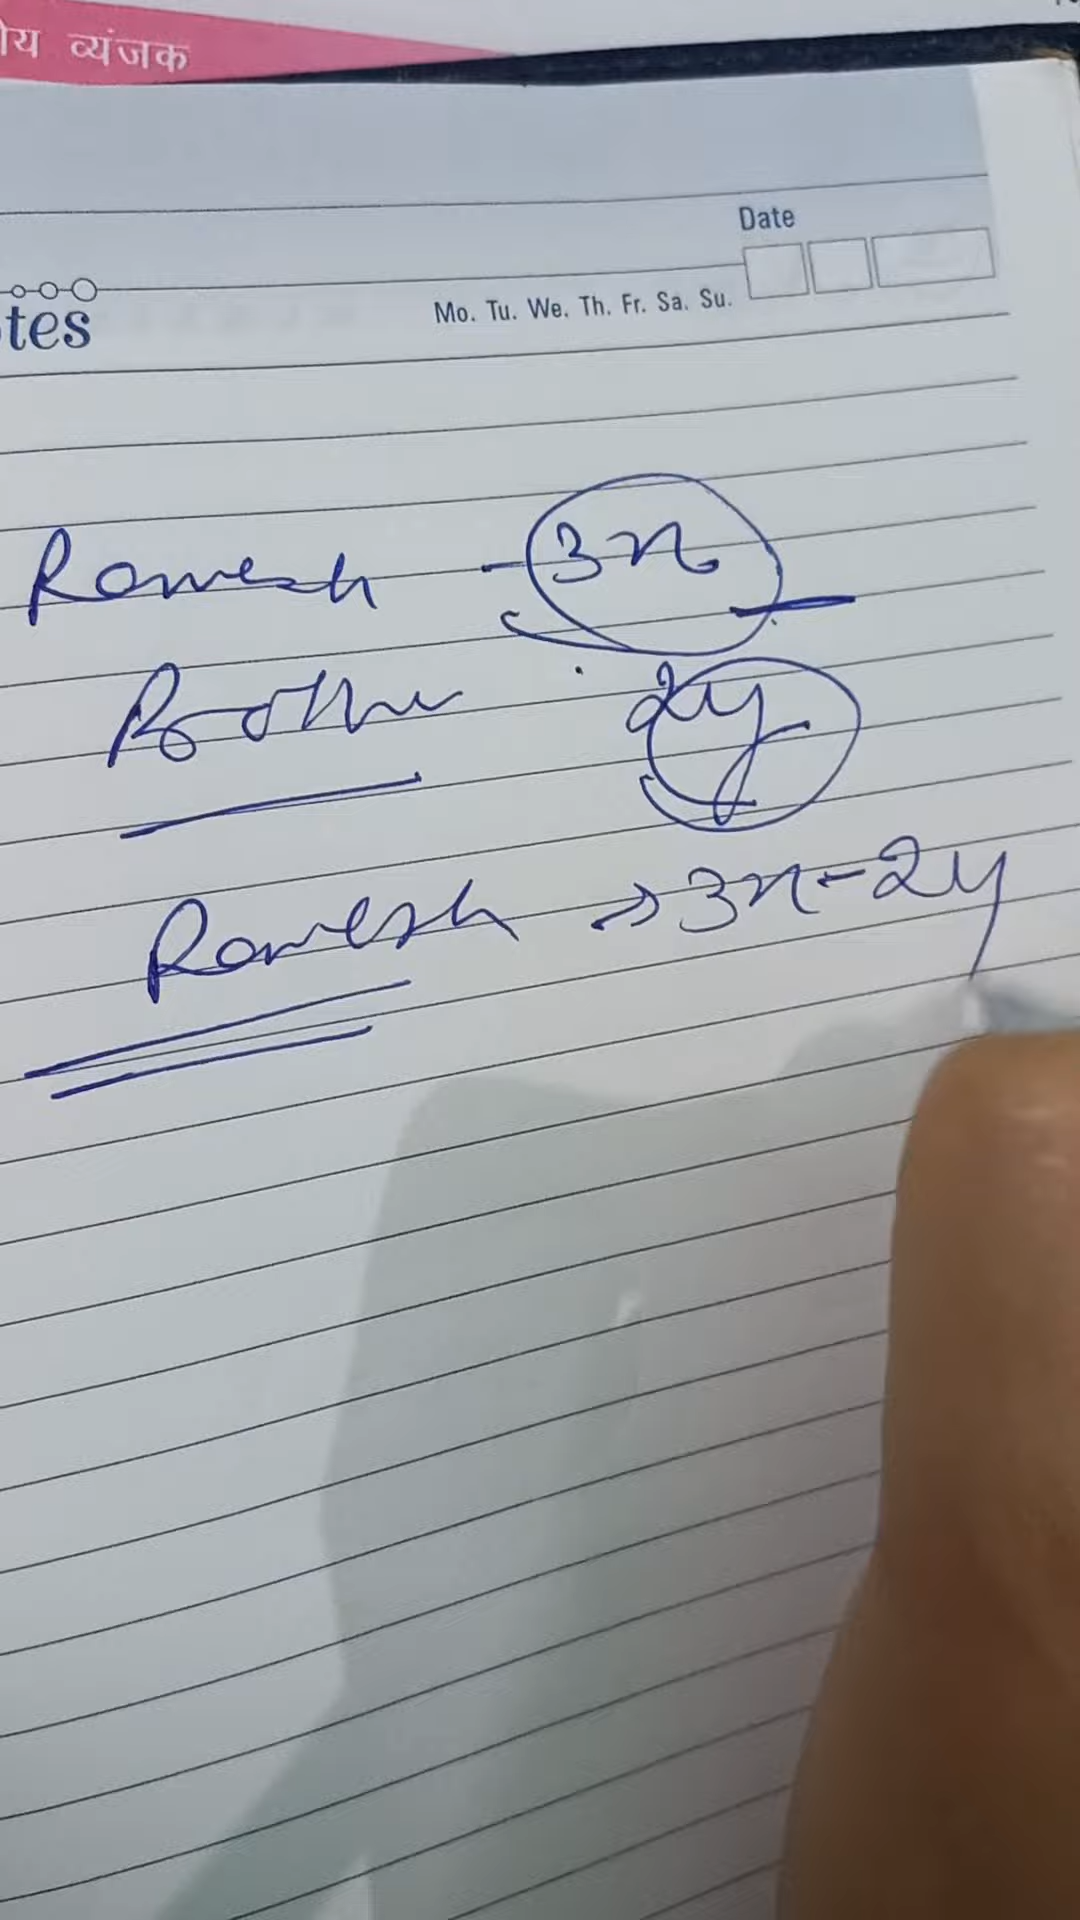 व्यंजक
Date
tes
Mo. Tu. We. Th. Fr. Sa. Su.
Ramesh - 3x
Brother 2y
Ramesh → 3x - 2y